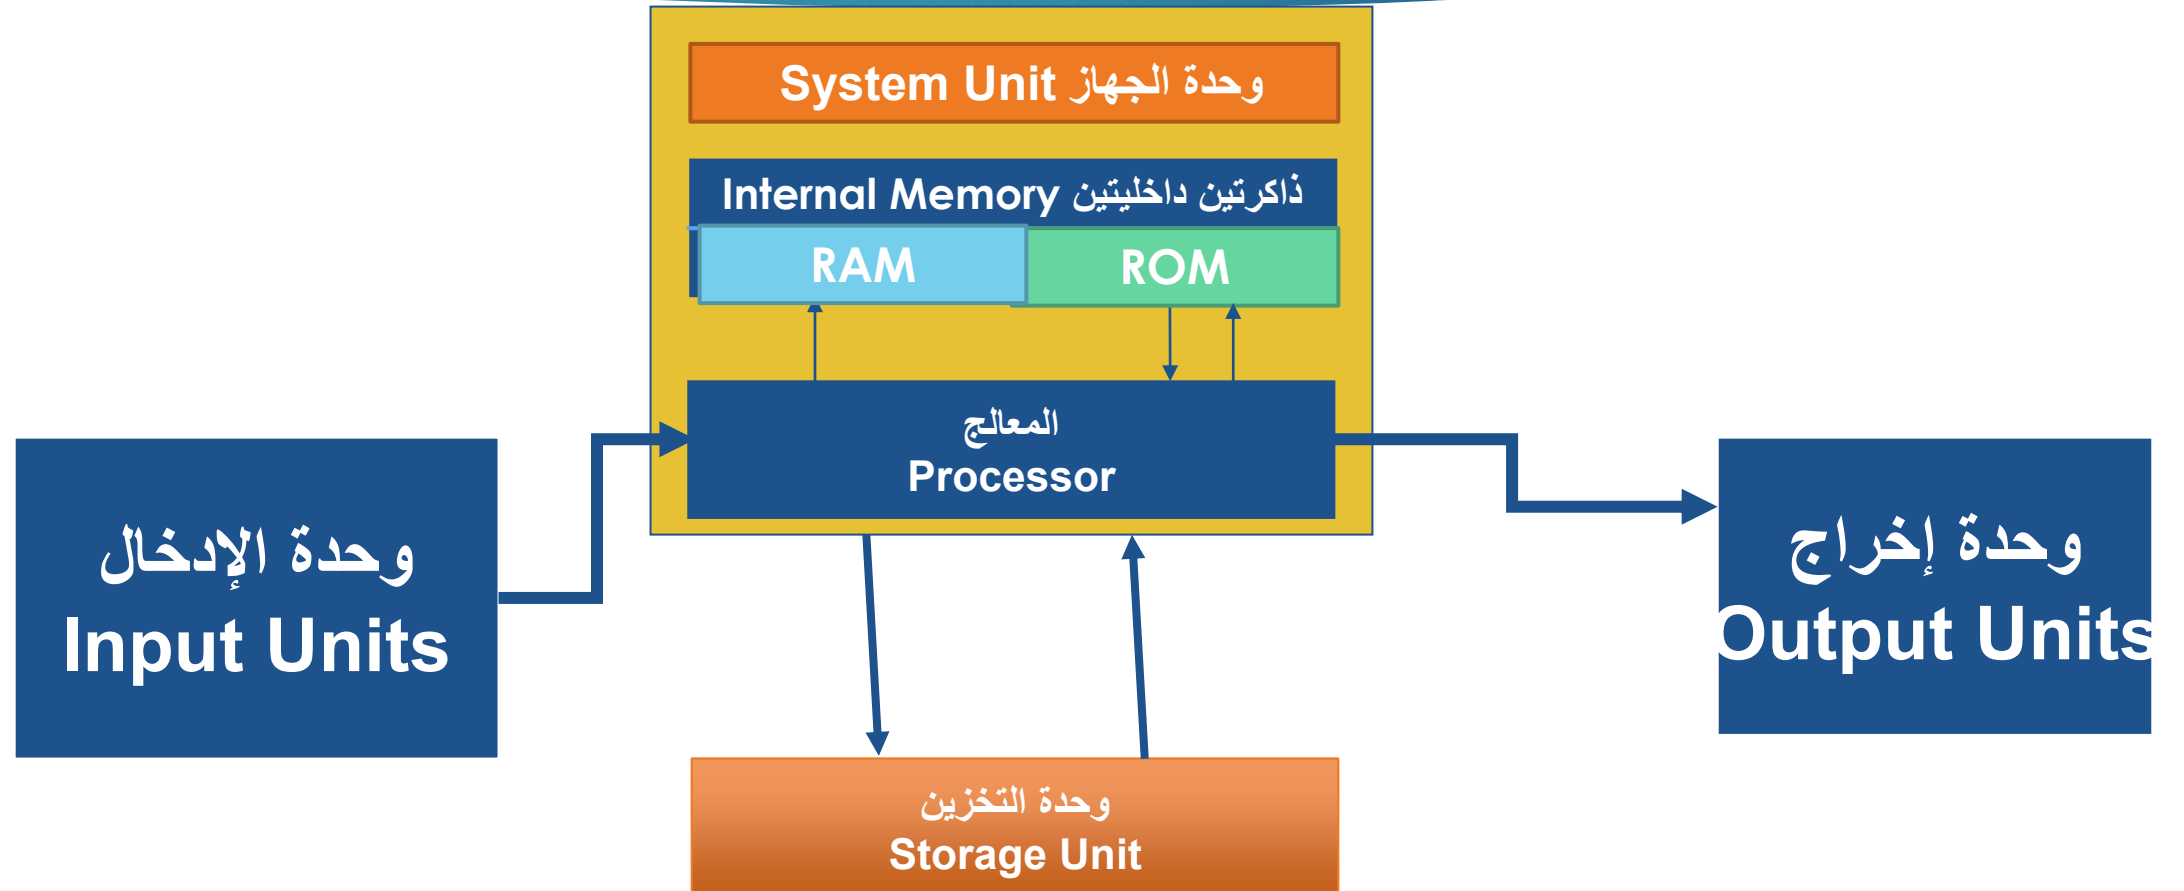 وحدة الجهاز System Unit
ذاكرتين داخليتين Internal Memory
RAM
ROM
المعالج
Processor
وحدة الإدخال
Input Units
وحدة إخراج
Output Units
وحدة التخزين
Storage Unit